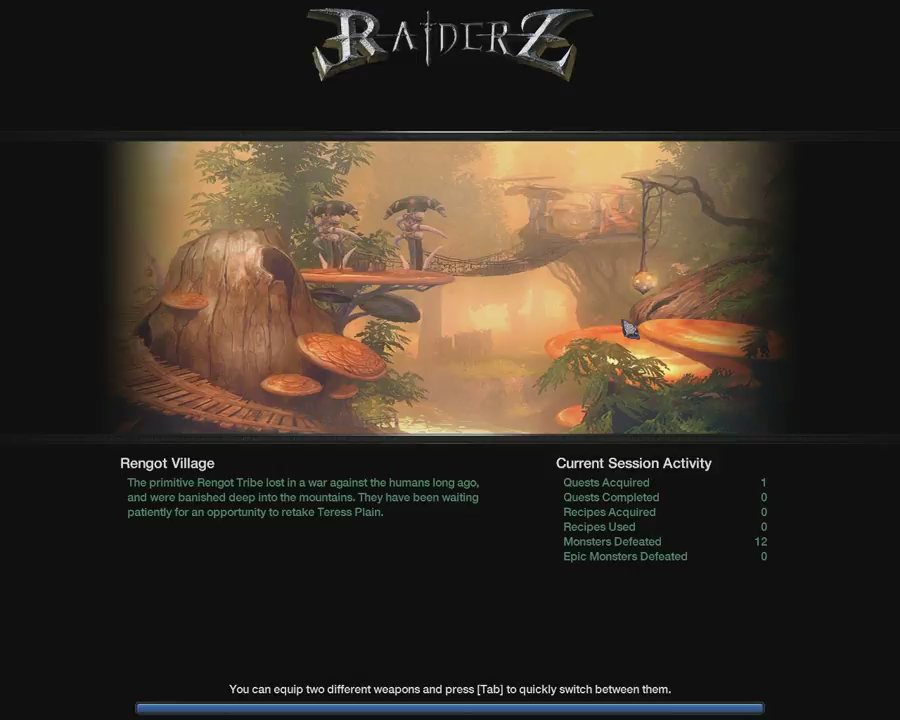 RAIDERZ
Rengot Village
The primitive Rengot Tribe lost in a war against the humans long ago,
and were banished deep into the mountains. They have been waiting
patiently for an opportunity to retake Teress Plain.
Current Session Activity
Quests Acquired 1
Quests Completed 0
Recipes Acquired 0
Recipes Used 0
Monsters Defeated 12
Epic Monsters Defeated 0
You can equip two different weapons and press [Tab] to quickly switch between them.